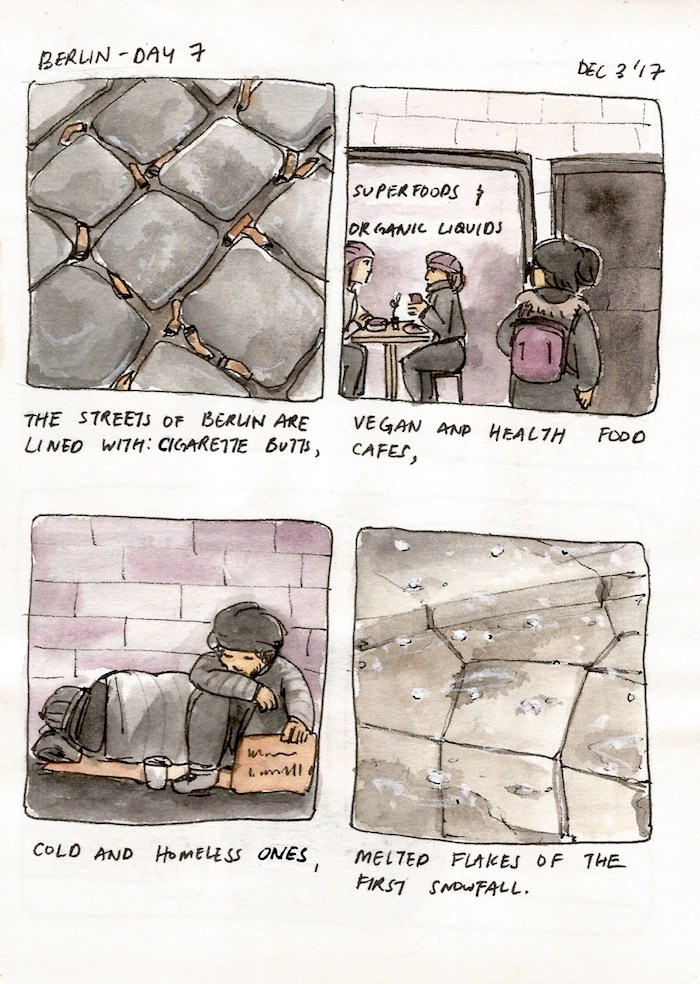 BERLIN - DAY 7
DEC 3 '17
SUPERFOODS &
ORGANIC LIQUIDS
THE STREETS OF BERLIN ARE
LINED WITH: CIGARETTE BUTTS,
VEGAN AND HEALTH FOOD
CAFES,
COLD AND HOMELESS ONES,
MELTED FLAKES OF THE
FIRST SNOWFALL.